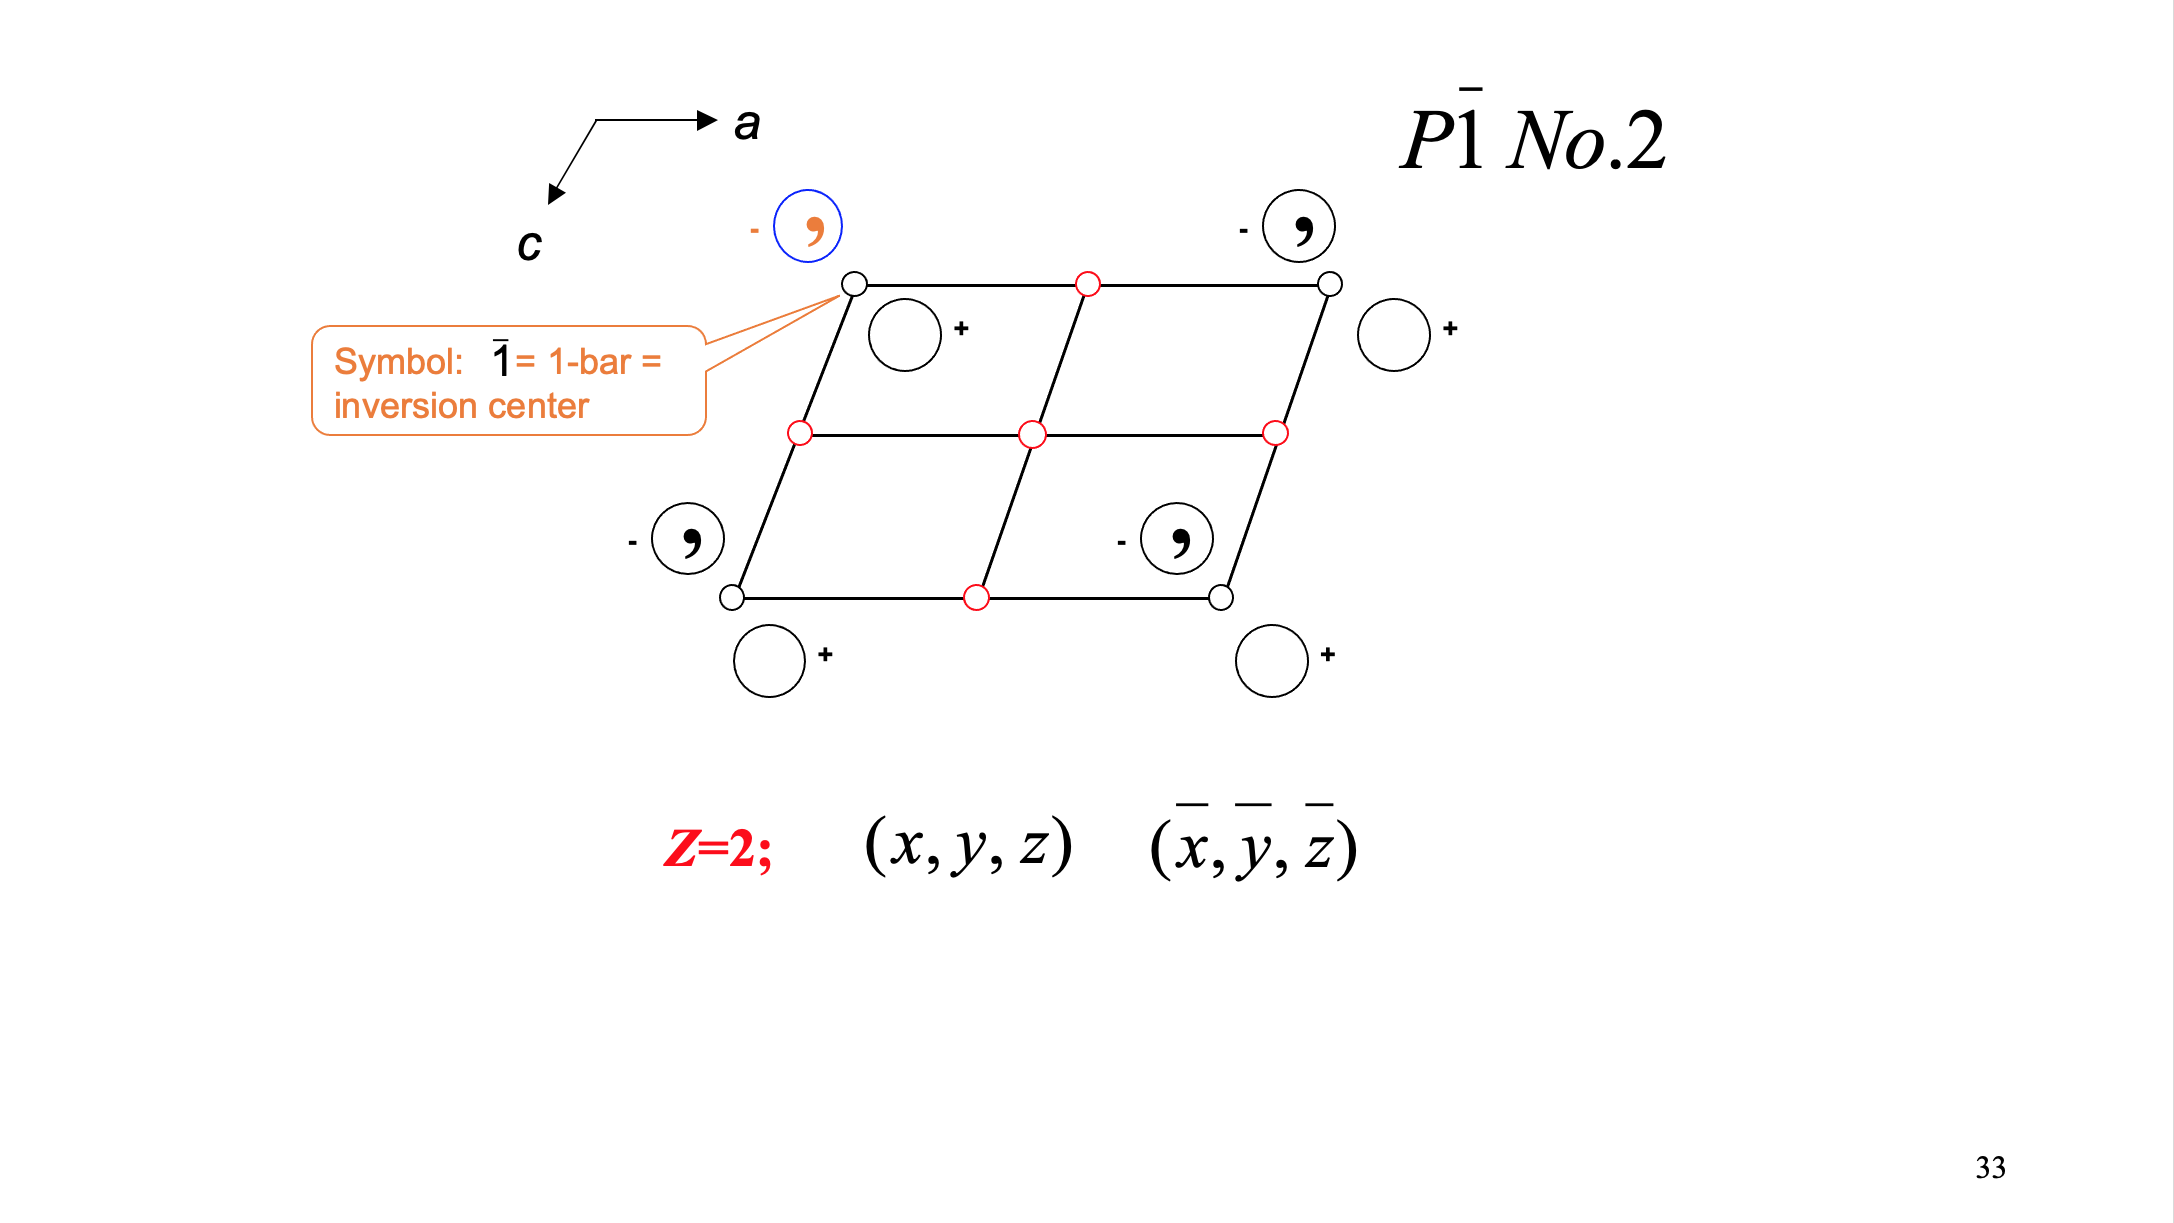 P1̄ No.2
a
c
- ,
- ,
+
+
Symbol: 1̄ = 1-bar =
inversion center
- ,
- ,
+
+
Z=2; (x, y, z) (x̄, ȳ, z̄)
33